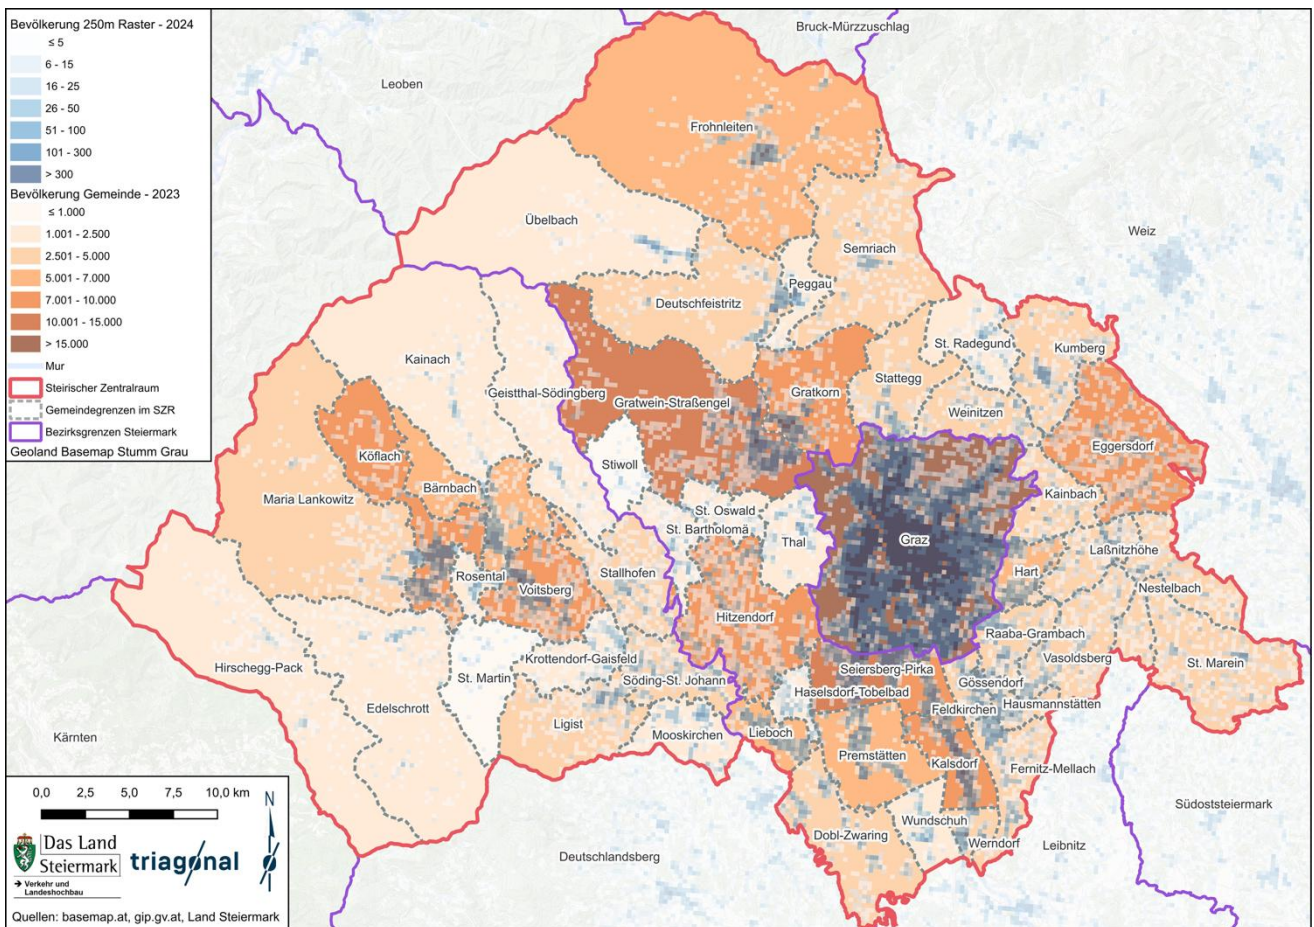 Bevölkerung 250m Raster - 2024
≤ 5
6 - 15
16 - 25
26 - 50
51 - 100
101 - 300
> 300
Bevölkerung Gemeinde - 2023
≤ 1.000
1.001 - 2.500
2.501 - 5.000
5.001 - 7.000
7.001 - 10.000
10.001 - 15.000
> 15.000
Mur
Steirischer Zentralraum
Gemeindegrenzen im SZR
Bezirksgrenzen Steiermark
Geoland Basemap Stumm Grau
Bruck-Mürzzuschlag
Leoben
Frohnleiten
Übelbach
Weiz
Semriach
Peggau
Deutschfeistritz
St. Radegund
Kumberg
Kainach
Stattegg
Geistthal-Södingberg
Gratwein-Straßengel
Gratkorn
Weinitzen
Eggersdorf
Köflach
Stiwoll
Bärnbach
Maria Lankowitz
Kainbach
St. Oswald
St. Bartholomä
Thal
Graz
Laßnitzhöhe
Hart
Stallhofen
Rosental
Voitsberg
Nestelbach
Hitzendorf
Raaba-Grambach
Vasoldsberg
St. Marein
Krottendorf-Gaisfeld
Hirschegg-Pack
St. Martin
Söding-St. Johann
Seiersberg-Pirka
Gössendorf
Haselsdorf-Tobelbad
Hausmannstätten
Feldkirchen
Edelschrott
Ligist
Mooskirchen
Lieboch
Kärnten
Premstätten
Kalsdorf
Fernitz-Mellach
Südoststeiermark
Wundschuh
Dobl-Zwaring
Werndorf
Leibnitz
Deutschlandsberg
0,0 2,5 5,0 7,5 10,0 km
N
Das Land
Steiermark
→ Verkehr und
Landeshochbau
triagonal
Quellen: basemap.at, gip.gv.at, Land Steiermark